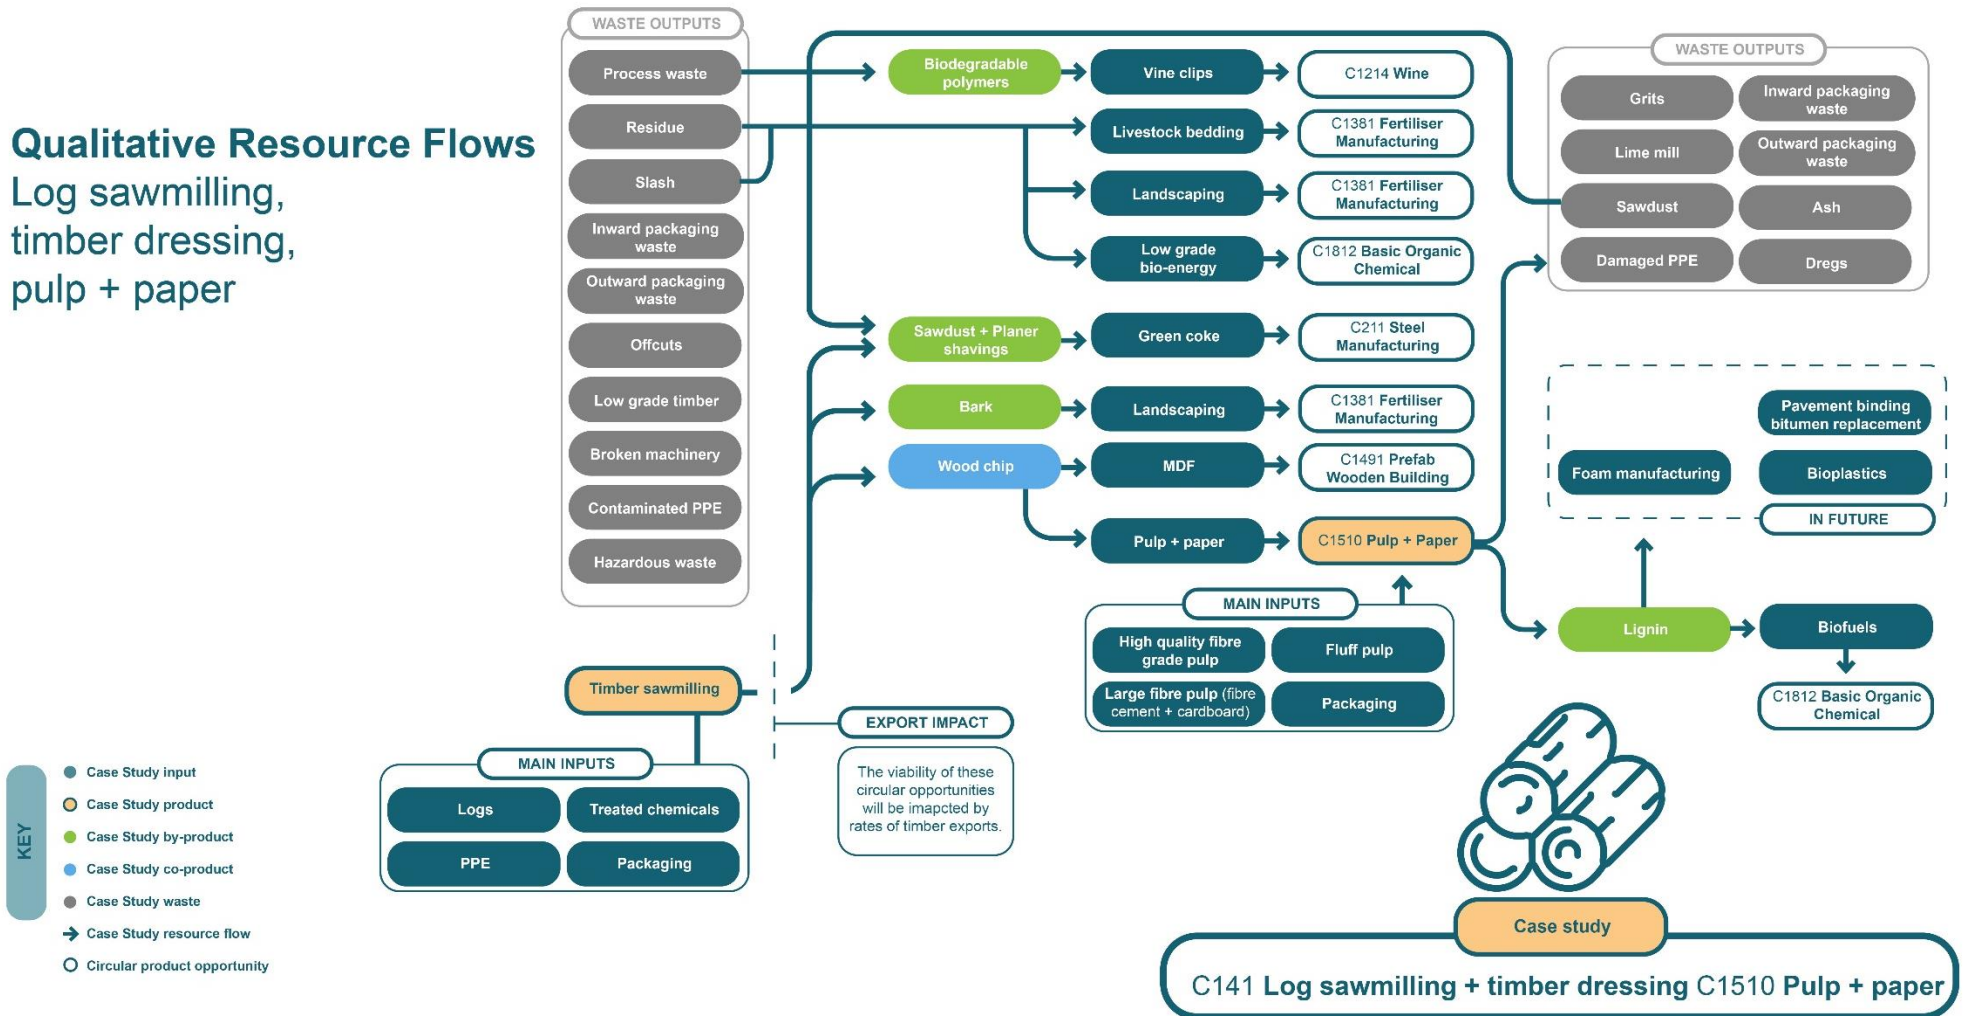 Qualitative Resource Flows
Log sawmilling,
timber dressing,
pulp + paper
WASTE OUTPUTS
Process waste
Residue
Slash
Inward packaging
waste
Outward packaging
waste
Offcuts
Low grade timber
Broken machinery
Contaminated PPE
Hazardous waste
Biodegradable
polymers
Vine clips
C1214 Wine
Livestock bedding
C1381 Fertiliser
Manufacturing
Landscaping
C1381 Fertiliser
Manufacturing
Low grade
bio-energy
C1812 Basic Organic
Chemical
Sawdust + Planer
shavings
Green coke
C211 Steel
Manufacturing
Bark
Landscaping
C1381 Fertiliser
Manufacturing
Wood chip
MDF
C1491 Prefab
Wooden Building
Pulp + paper
C1510 Pulp + Paper
WASTE OUTPUTS
Grits
Inward packaging
waste
Lime mill
Outward packaging
waste
Sawdust
Ash
Damaged PPE
Dregs
Pavement binding
bitumen replacement
Foam manufacturing
Bioplastics
IN FUTURE
MAIN INPUTS
High quality fibre
grade pulp
Fluff pulp
Large fibre pulp (fibre
cement + cardboard)
Packaging
Lignin
Biofuels
C1812 Basic Organic
Chemical
Timber sawmilling
EXPORT IMPACT
The viability of these
circular opportunities
will be imapcted by
rates of timber exports.
MAIN INPUTS
Logs
Treated chemicals
PPE
Packaging
KEY
Case Study input
Case Study product
Case Study by-product
Case Study co-product
Case Study waste
Case Study resource flow
Circular product opportunity
Case study
C141 Log sawmilling + timber dressing C1510 Pulp + paper